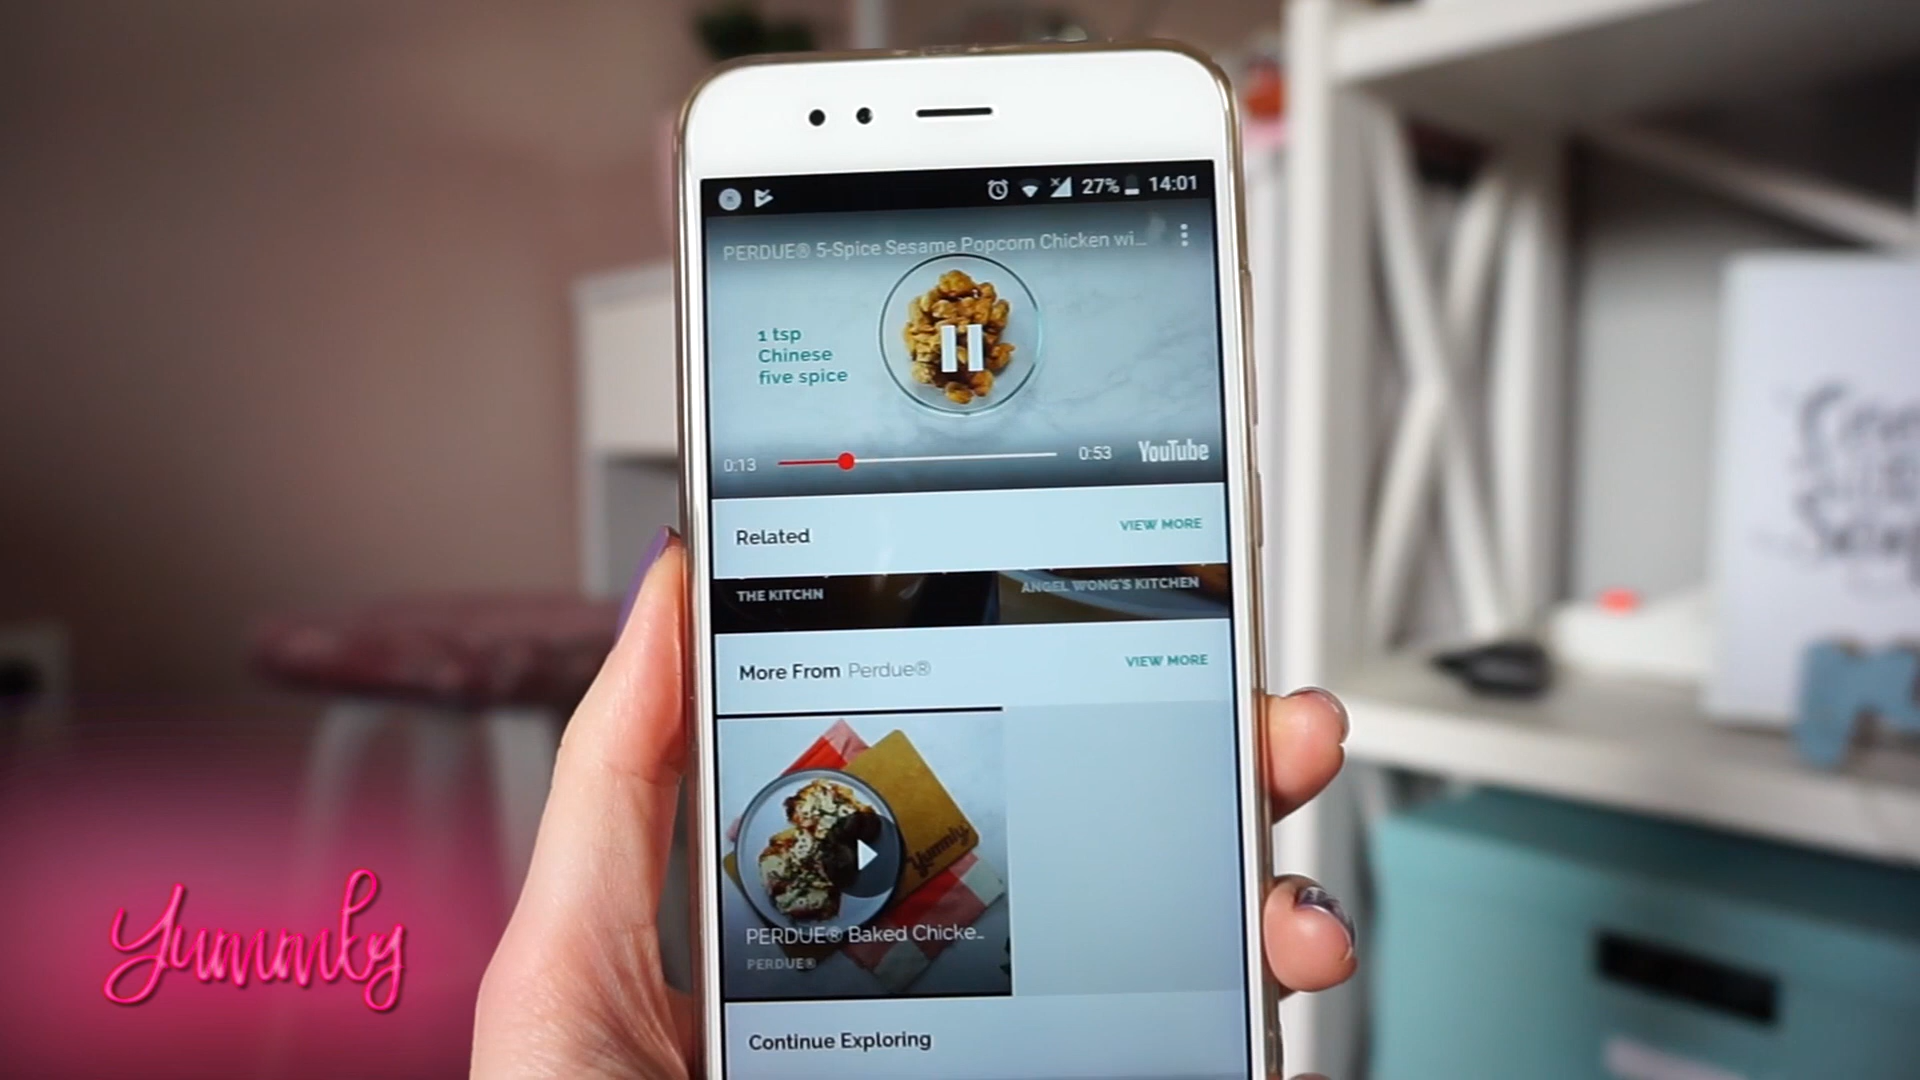 27% 14:01
PERDUE® 5-Spice Sesame Popcorn Chicken wi...
1 tsp
Chinese
five spice
0:13 0:53 YouTube
Related VIEW MORE
THE KITCHN ANGEL WONG'S KITCHEN
More From Perdue® VIEW MORE
Yummly
PERDUE® Baked Chicke...
PERDUE®
Continue Exploring
Yummly